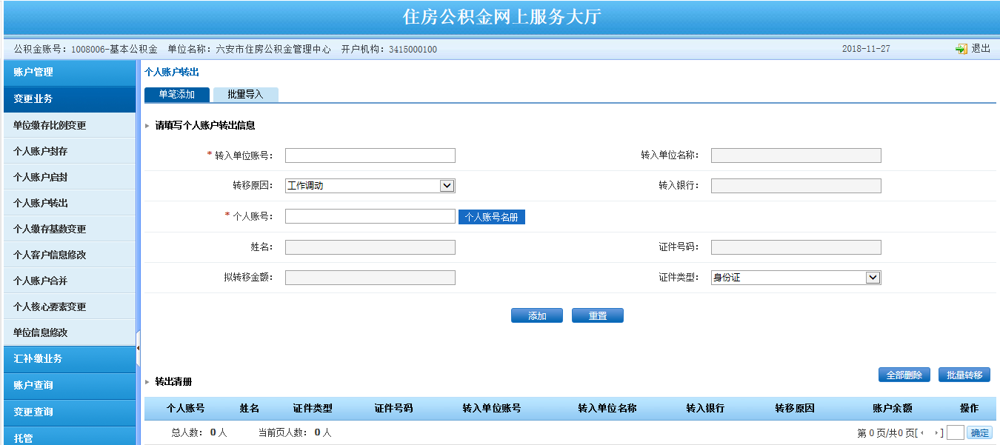 住房公积金网上服务大厅
公积金账号：1008006-基本公积金 单位名称：六安市住房公积金管理中心 开户机构：3415000100 2018-11-27 退出
账户管理
变更业务
单位缴存比例变更
个人账户封存
个人账户启封
个人账户转出
个人缴存基数变更
个人客户信息修改
个人账户合并
个人核心要素变更
单位信息修改
汇补缴业务
账户查询
变更查询
托管
个人账户转出
单笔添加 批量导入
请填写个人账户转出信息
* 转入单位账号： 转入单位名称：
转移原因： 工作调动 转入银行：
* 个人账号： 个人账号名册
姓名： 证件号码：
拟转移金额： 证件类型： 身份证
添加 重置
全部删除 批量转移
转出清册
个人账号 姓名 证件类型 证件号码 转入单位账号 转入单位名称 转入银行 转移原因 账户余额 操作
总人数： 0 人 当前页人数： 0 人 第 0 页/共0 页[ ] 确定